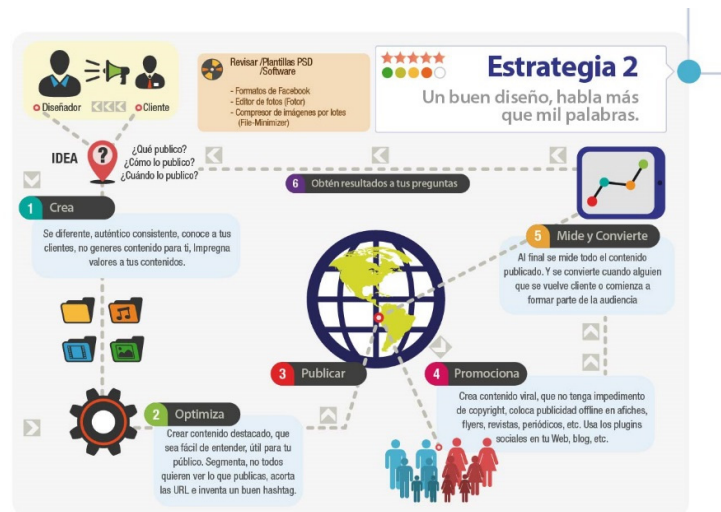 Diseñador
Cliente
Revisar /Plantillas PSD
/Software
- Formatos de Facebook
- Editor de fotos (Fotor)
- Compresor de imágenes por lotes
(File-Minimizer)
Estrategia 2
Un buen diseño, habla más
que mil palabras.
IDEA
?
¿Qué publico?
¿Cómo lo publico?
¿Cuándo lo publico?
6 Obtén resultados a tus preguntas
1 Crea
Se diferente, auténtico consistente, conoce a tus
clientes, no generes contenido para ti, Impregna
valores a tus contenidos.
5 Mide y Convierte
Al final se mide todo el contenido
publicado. Y se convierte cuando alguien
que se vuelve cliente o comienza a
formar parte de la audiencia
3 Publicar
4 Promociona
Crea contenido viral, que no tenga impedimento
de copyright, coloca publicidad offline en afiches,
flyers, revistas, periódicos, etc. Usa los plugins
sociales en tu Web, blog, etc.
2 Optimiza
Crear contenido destacado, que
sea fácil de entender, útil para tu
público. Segmenta, no todos
quieren ver lo que publicas, acorta
las URL e inventa un buen hashtag.